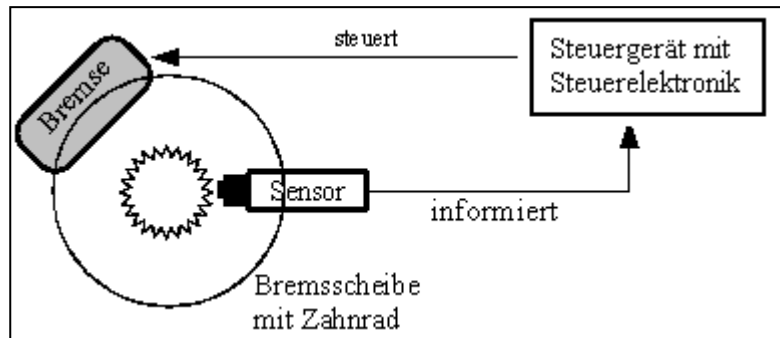 steuert
Steuergerät mit
Steuerelektronik
Bremse
Sensor
informiert
Bremsscheibe
mit Zahnrad